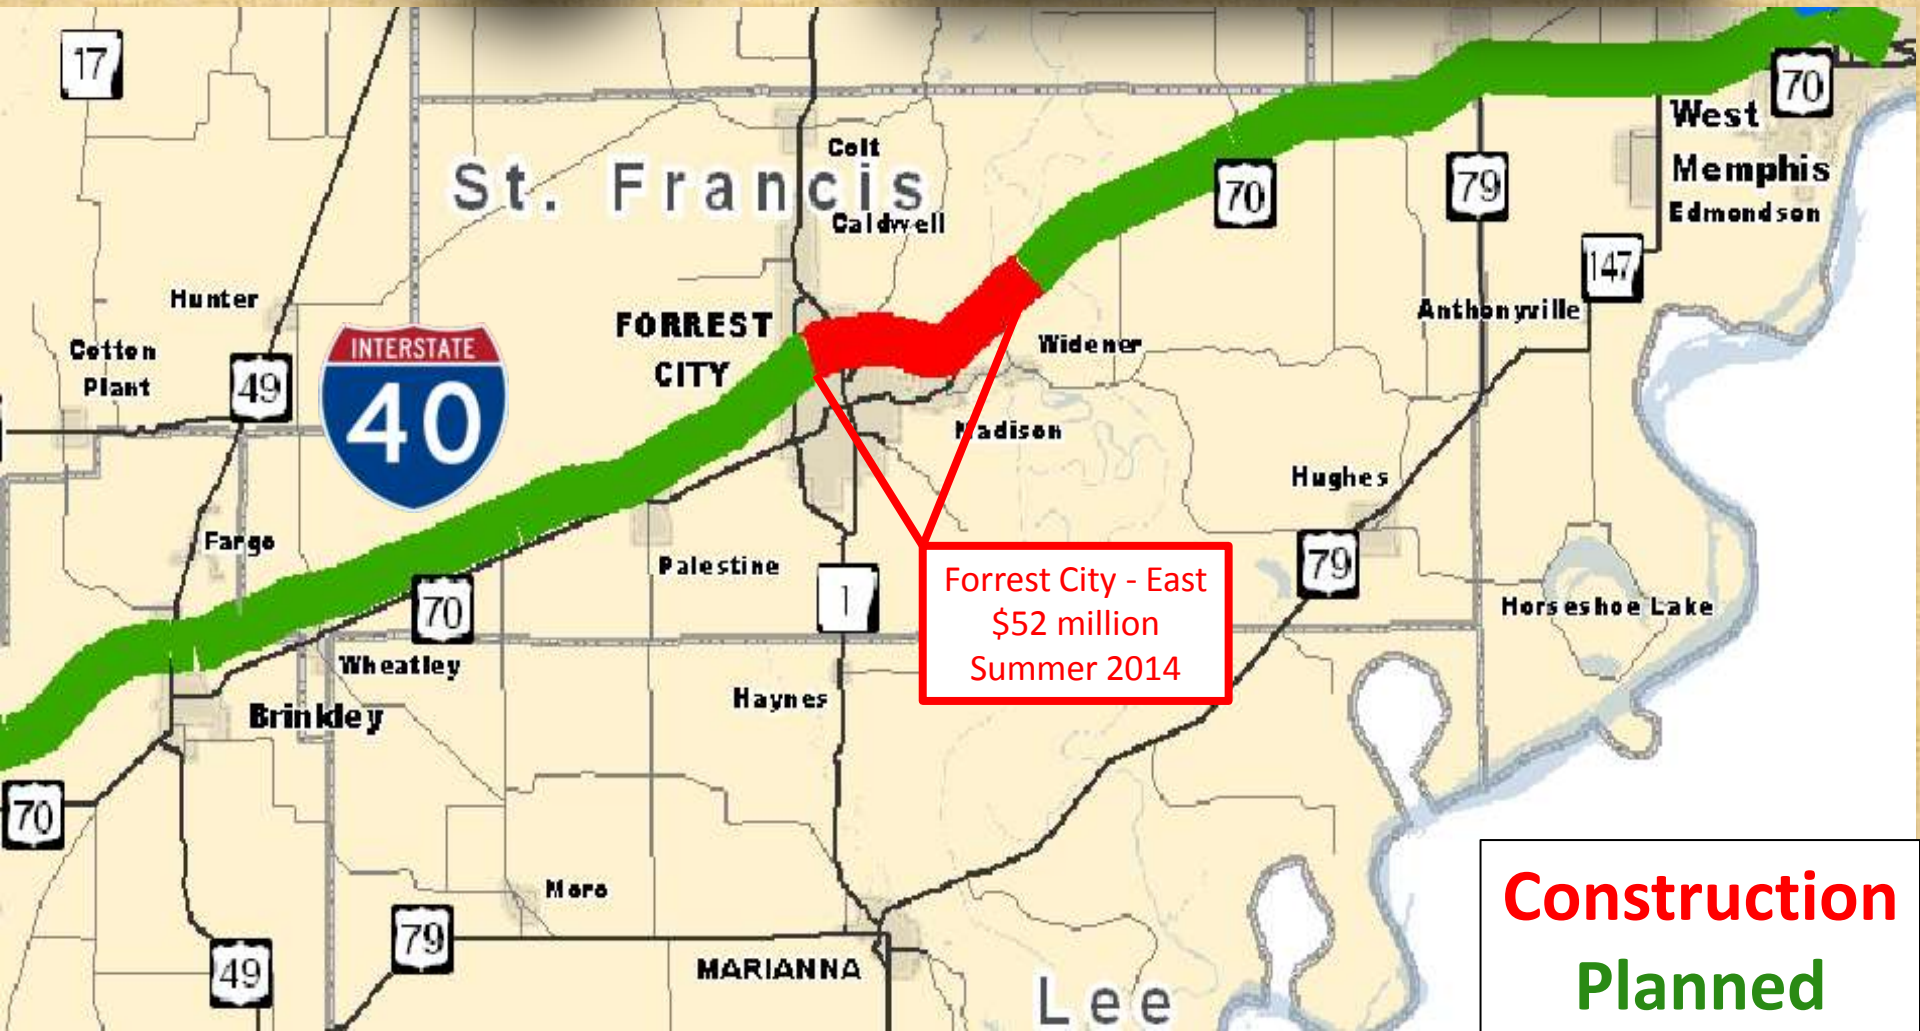 17
70
West
Memphis
Edmondson
Colt
St. Francis
Caldwell
70
79
147
Hunter
Anthonyville
FORREST
CITY
INTERSTATE
40
Widener
Cotton
Plant
49
Madison
Hughes
Fargo
Palestine
79
70
1
Forrest City - East
$52 million
Summer 2014
Horseshoe Lake
Wheatley
Haynes
Brinkley
70
Moro
79
49
MARIANNA
Lee
Construction
Planned